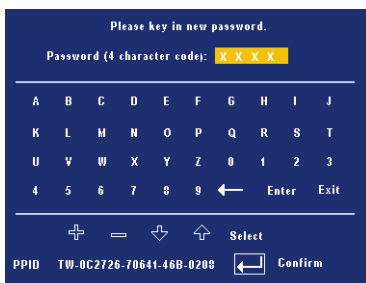 Please key in new password.
Password (4 character code): X X X X
A B C D E F G H I J
K L M N O P Q R S T
U V W X Y Z 0 1 2 3
4 5 6 7 8 9 ← Enter Exit
Select
PPID TW-0C2726-70641-46B-0208 Confirm